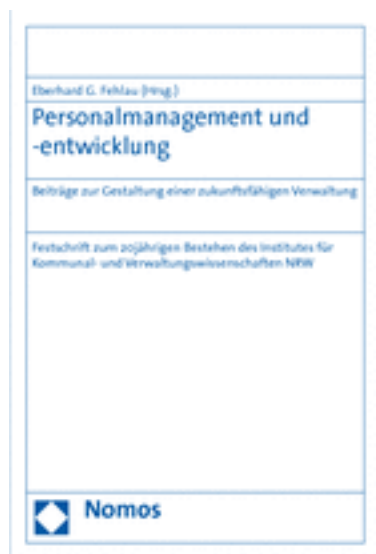 Eberhard G. Fehlau (Hrsg.)
Personalmanagement und
-entwicklung
Beiträge zur Gestaltung einer zukunftsfähigen Verwaltung
Festschrift zum 20jährigen Bestehen des Institutes für
Kommunal- und Verwaltungswissenschaften NRW
Nomos